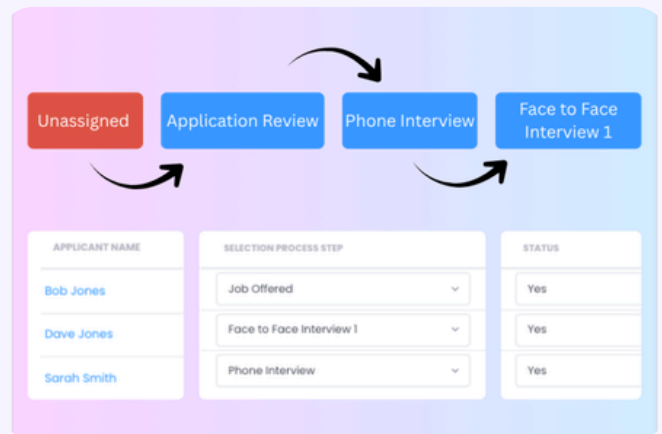 Unassigned
Application Review
Phone Interview
Face to Face
Interview 1
APPLICANT NAME
SELECTION PROCESS STEP
STATUS
Bob Jones
Job Offered
Yes
Dave Jones
Face to Face Interview 1
Yes
Sarah Smith
Phone Interview
Yes